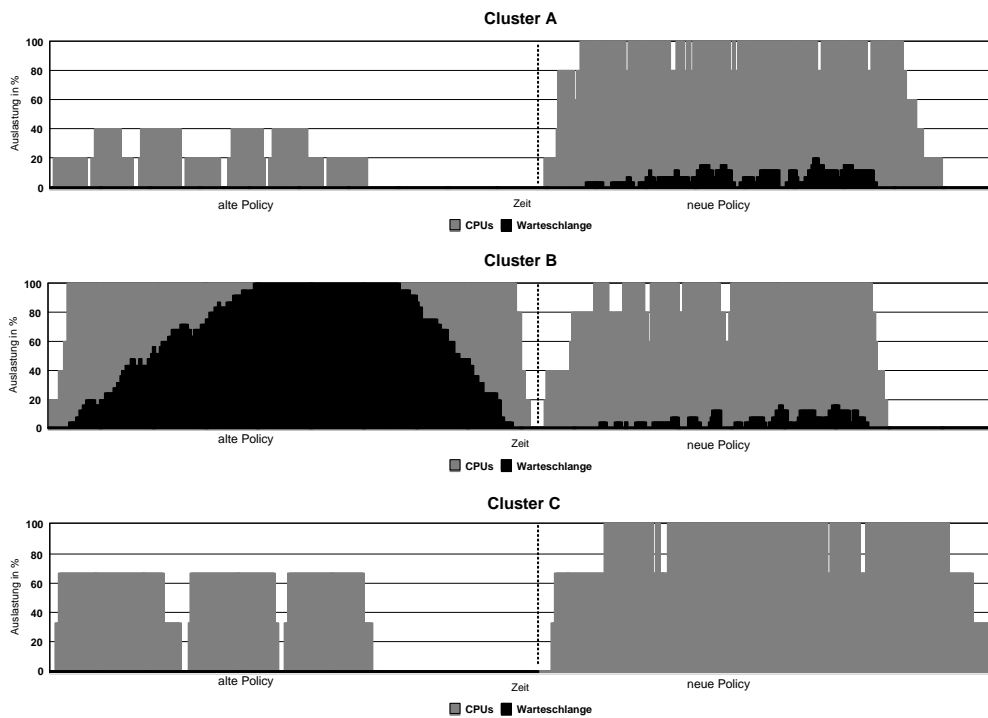 Cluster A
Auslastung in %
100
80
60
40
20
0
alte Policy
Zeit
neue Policy
CPUs Warteschlange
Cluster B
Auslastung in %
100
80
60
40
20
0
alte Policy
Zeit
neue Policy
CPUs Warteschlange
Cluster C
Auslastung in %
100
80
60
40
20
0
alte Policy
Zeit
neue Policy
CPUs Warteschlange